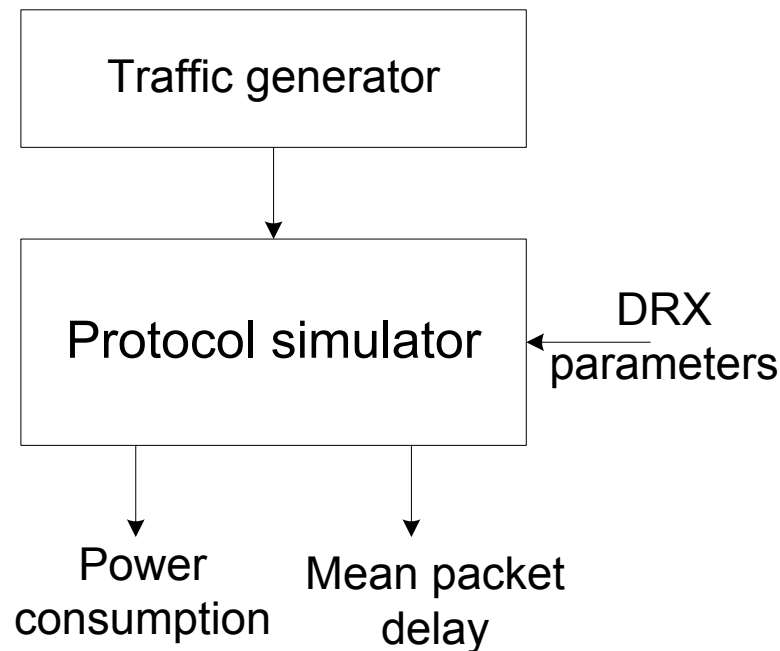 Traffic generator
Protocol simulator
DRX
parameters
Power
consumption
Mean packet
delay